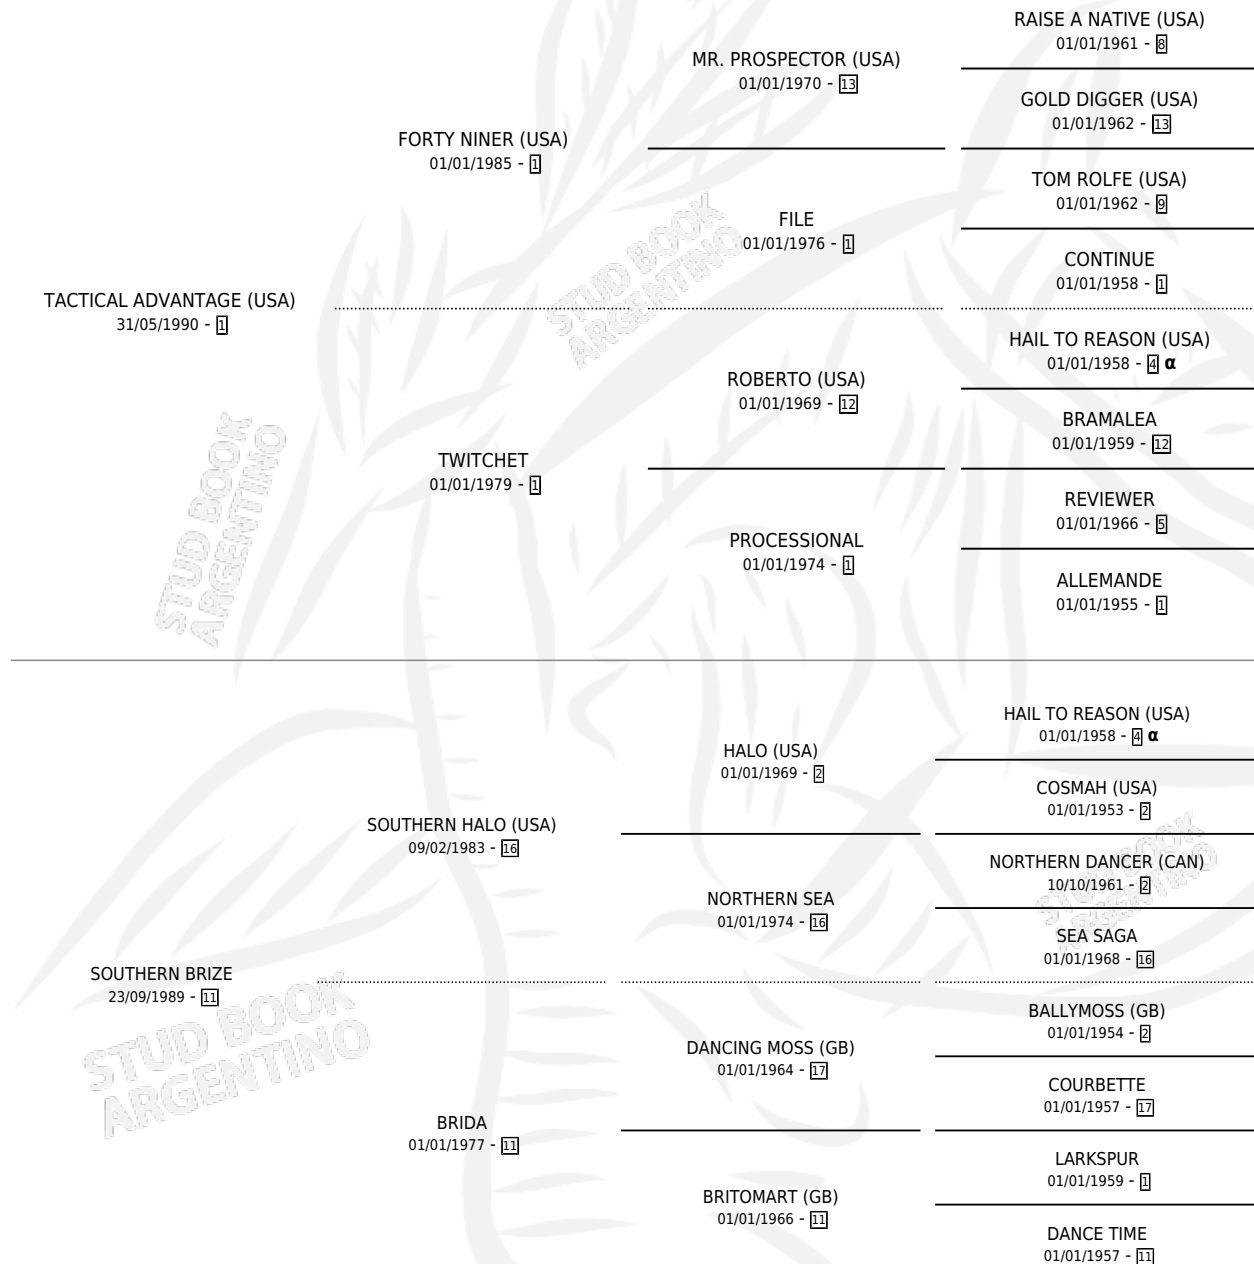 RAISE A NATIVE (USA)
01/01/1961 - 8
MR. PROSPECTOR (USA)
01/01/1970 - 13
GOLD DIGGER (USA)
01/01/1962 - 13
FORTY NINER (USA)
01/01/1985 - 1
TOM ROLFE (USA)
01/01/1962 - 9
FILE
01/01/1976 - 1
CONTINUE
01/01/1958 - 1
TACTICAL ADVANTAGE (USA)
31/05/1990 - 1
HAIL TO REASON (USA)
01/01/1958 - 4 α
ROBERTO (USA)
01/01/1969 - 12
BRAMALEA
01/01/1959 - 12
TWITCHET
01/01/1979 - 1
REVIEWER
01/01/1966 - 5
PROCESSIONAL
01/01/1974 - 1
ALLEMANDE
01/01/1955 - 1
HAIL TO REASON (USA)
01/01/1958 - 4 α
HALO (USA)
01/01/1969 - 2
COSMAH (USA)
01/01/1953 - 2
SOUTHERN HALO (USA)
09/02/1983 - 16
NORTHERN DANCER (CAN)
10/10/1961 - 2
NORTHERN SEA
01/01/1974 - 16
SEA SAGA
01/01/1968 - 16
SOUTHERN BRIZE
23/09/1989 - 11
BALLYMOSS (GB)
01/01/1954 - 2
DANCING MOSS (GB)
01/01/1964 - 17
COURBETTE
01/01/1957 - 17
BRIDA
01/01/1977 - 11
LARKSPUR
01/01/1959 - 1
BRITOMART (GB)
01/01/1966 - 11
DANCE TIME
01/01/1957 - 11
STUD BOOK
ARGENTINO
STUD BOOK
ARGENTINO
STUD BOOK
ARGENTINO
STUD BOOK
ARGENTINO